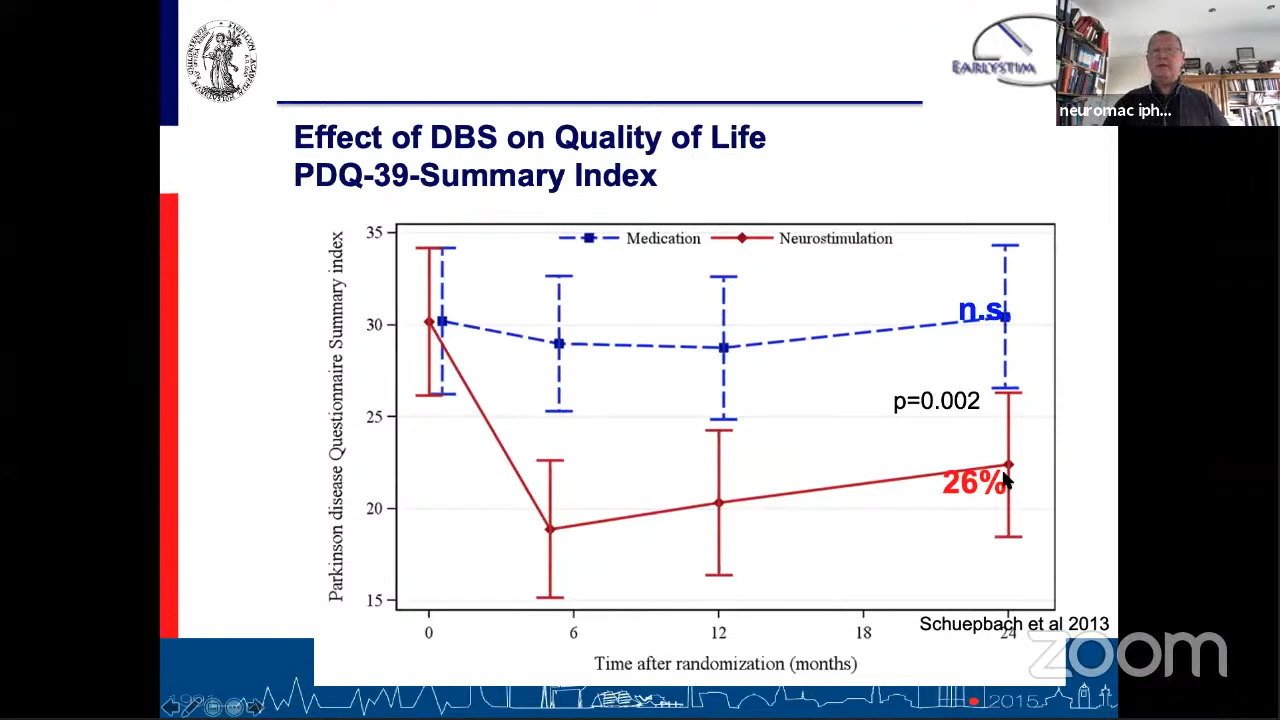 EARLYSTIM
neuromac iph...
Effect of DBS on Quality of Life
PDQ-39-Summary Index
Parkinson disease Questionnaire Summary index
Medication
Neurostimulation
35
30
25
20
15
n.s.
p=0.002
26%
0
6
12
18
24
Schuepbach et al 2013
Time after randomization (months)
zoom
2015